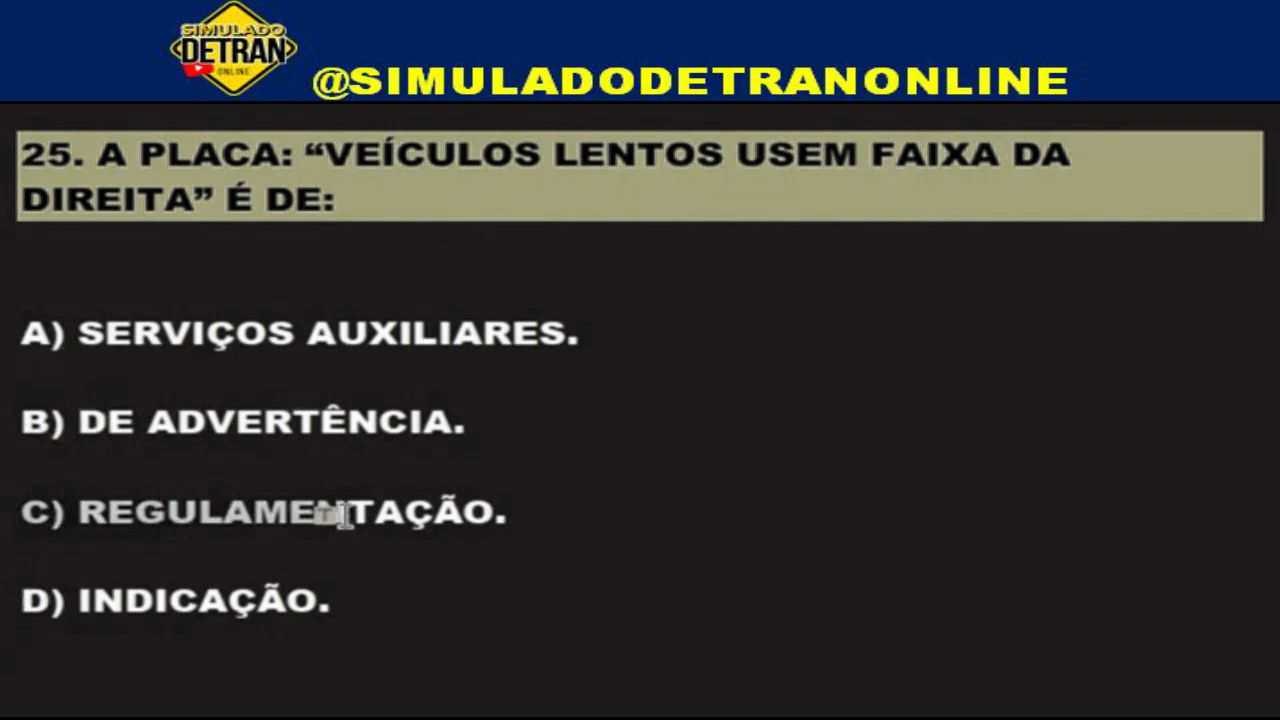 SIMULADO
DETRAN
ONLINE
@SIMULADODETRANONLINE
25. A PLACA: “VEÍCULOS LENTOS USEM FAIXA DA
DIREITA” É DE:
A) SERVIÇOS AUXILIARES.
B) DE ADVERTÊNCIA.
C) REGULAMENTAÇÃO.
D) INDICAÇÃO.